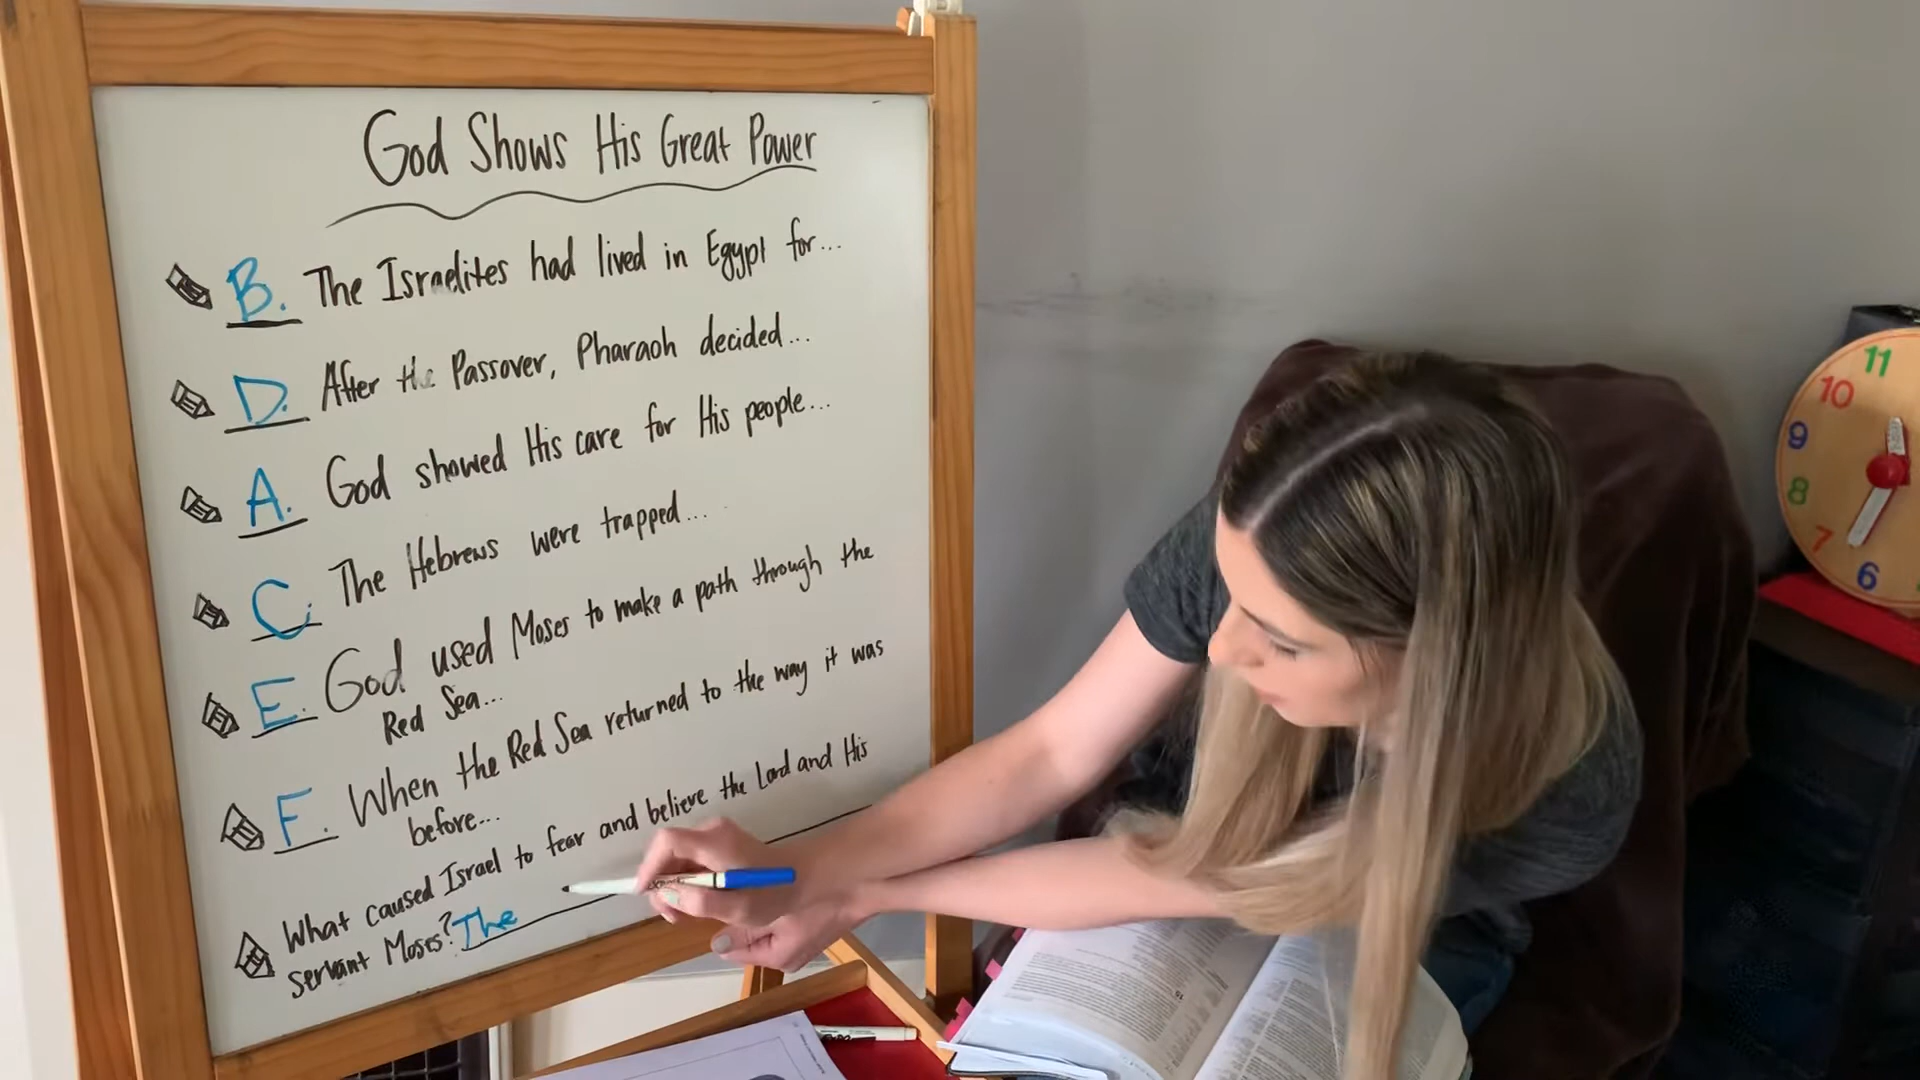 God Shows His Great Power
B. The Israelites had lived in Egypt for...
D. After the Passover, Pharaoh decided...
A. God showed His care for His people...
C. The Hebrews were trapped...
E. God used Moses to make a path through the
Red Sea...
F. When the Red Sea returned to the way it was
before...
What caused Israel to fear and believe the Lord and His
servant Moses? The
11
10
9
8
7
6